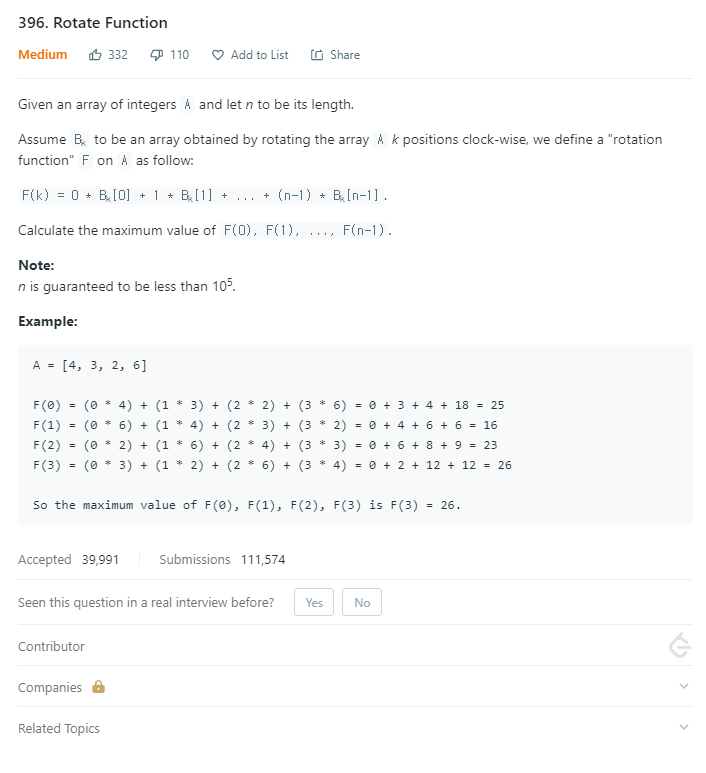 396. Rotate Function
Medium 332 110 Add to List Share
Given an array of integers A and let n to be its length.
Assume Bk to be an array obtained by rotating the array A k positions clock-wise, we define a "rotation
function" F on A as follow:
F(k) = 0 * Bk[0] + 1 * Bk[1] + ... + (n-1) * Bk[n-1].
Calculate the maximum value of F(0), F(1), ..., F(n-1).
Note:
n is guaranteed to be less than 10⁵.
Example:
A = [4, 3, 2, 6]
F(0) = (0 * 4) + (1 * 3) + (2 * 2) + (3 * 6) = 0 + 3 + 4 + 18 = 25
F(1) = (0 * 6) + (1 * 4) + (2 * 3) + (3 * 2) = 0 + 4 + 6 + 6 = 16
F(2) = (0 * 2) + (1 * 6) + (2 * 4) + (3 * 3) = 0 + 6 + 8 + 9 = 23
F(3) = (0 * 3) + (1 * 2) + (2 * 6) + (3 * 4) = 0 + 2 + 12 + 12 = 26
So the maximum value of F(0), F(1), F(2), F(3) is F(3) = 26.
Accepted 39,991 Submissions 111,574
Seen this question in a real interview before? Yes No
Contributor
Companies
Related Topics